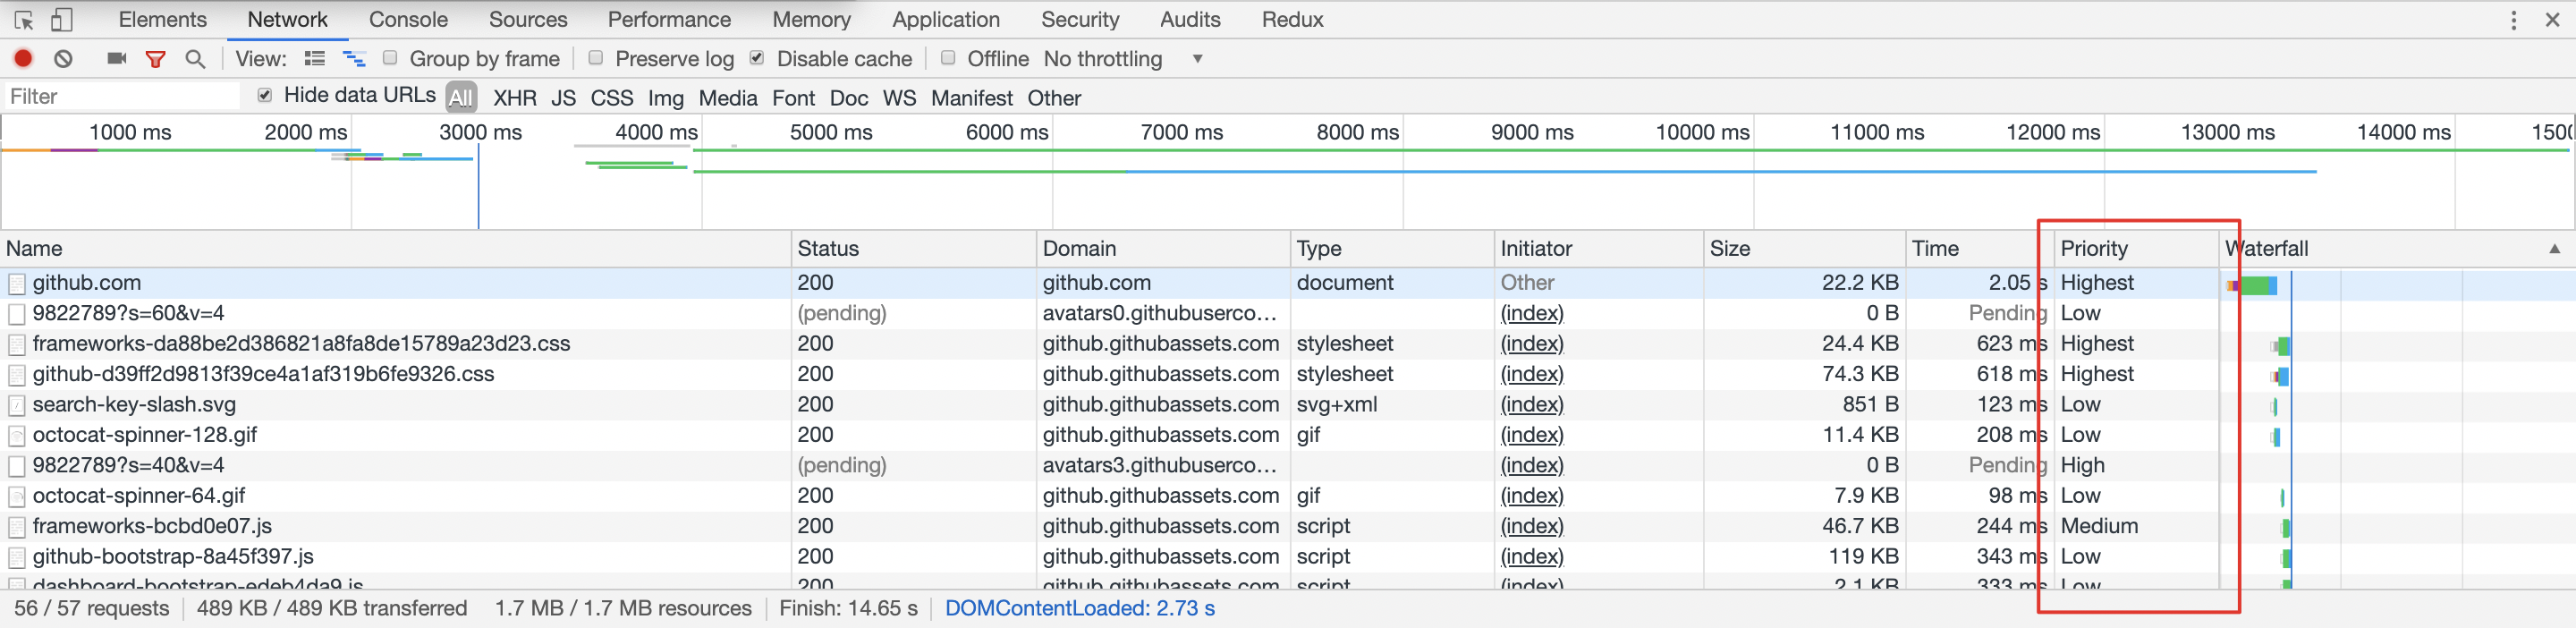 Elements Network Console Sources Performance Memory Application Security Audits Redux
View: Group by frame Preserve log Disable cache Offline No throttling
Filter Hide data URLs All XHR JS CSS Img Media Font Doc WS Manifest Other
1000 ms 2000 ms 3000 ms 4000 ms 5000 ms 6000 ms 7000 ms 8000 ms 9000 ms 10000 ms 11000 ms 12000 ms 13000 ms 14000 ms 1500
Name Status Domain Type Initiator Size Time Priority Waterfall
github.com 200 github.com document Other 22.2 KB 2.05 s Highest
9822789?s=60&v=4 (pending) avatars0.githubuserco… (index) 0 B Pending Low
frameworks-da88be2d386821a8fa8de15789a23d23.css 200 github.githubassets.com stylesheet (index) 24.4 KB 623 ms Highest
github-d39ff2d9813f39ce4a1af319b6fe9326.css 200 github.githubassets.com stylesheet (index) 74.3 KB 618 ms Highest
search-key-slash.svg 200 github.githubassets.com svg+xml (index) 851 B 123 ms Low
octocat-spinner-128.gif 200 github.githubassets.com gif (index) 11.4 KB 208 ms Low
9822789?s=40&v=4 (pending) avatars3.githubuserco… (index) 0 B Pending High
octocat-spinner-64.gif 200 github.githubassets.com gif (index) 7.9 KB 98 ms Low
frameworks-bcbd0e07.js 200 github.githubassets.com script (index) 46.7 KB 244 ms Medium
github-bootstrap-8a45f397.js 200 github.githubassets.com script (index) 119 KB 343 ms Low
dashboard-bootstrap-edeb4da9.js 200 github.githubassets.com script (index) 2.1 KB 333 ms Low
56 / 57 requests 489 KB / 489 KB transferred 1.7 MB / 1.7 MB resources Finish: 14.65 s DOMContentLoaded: 2.73 s